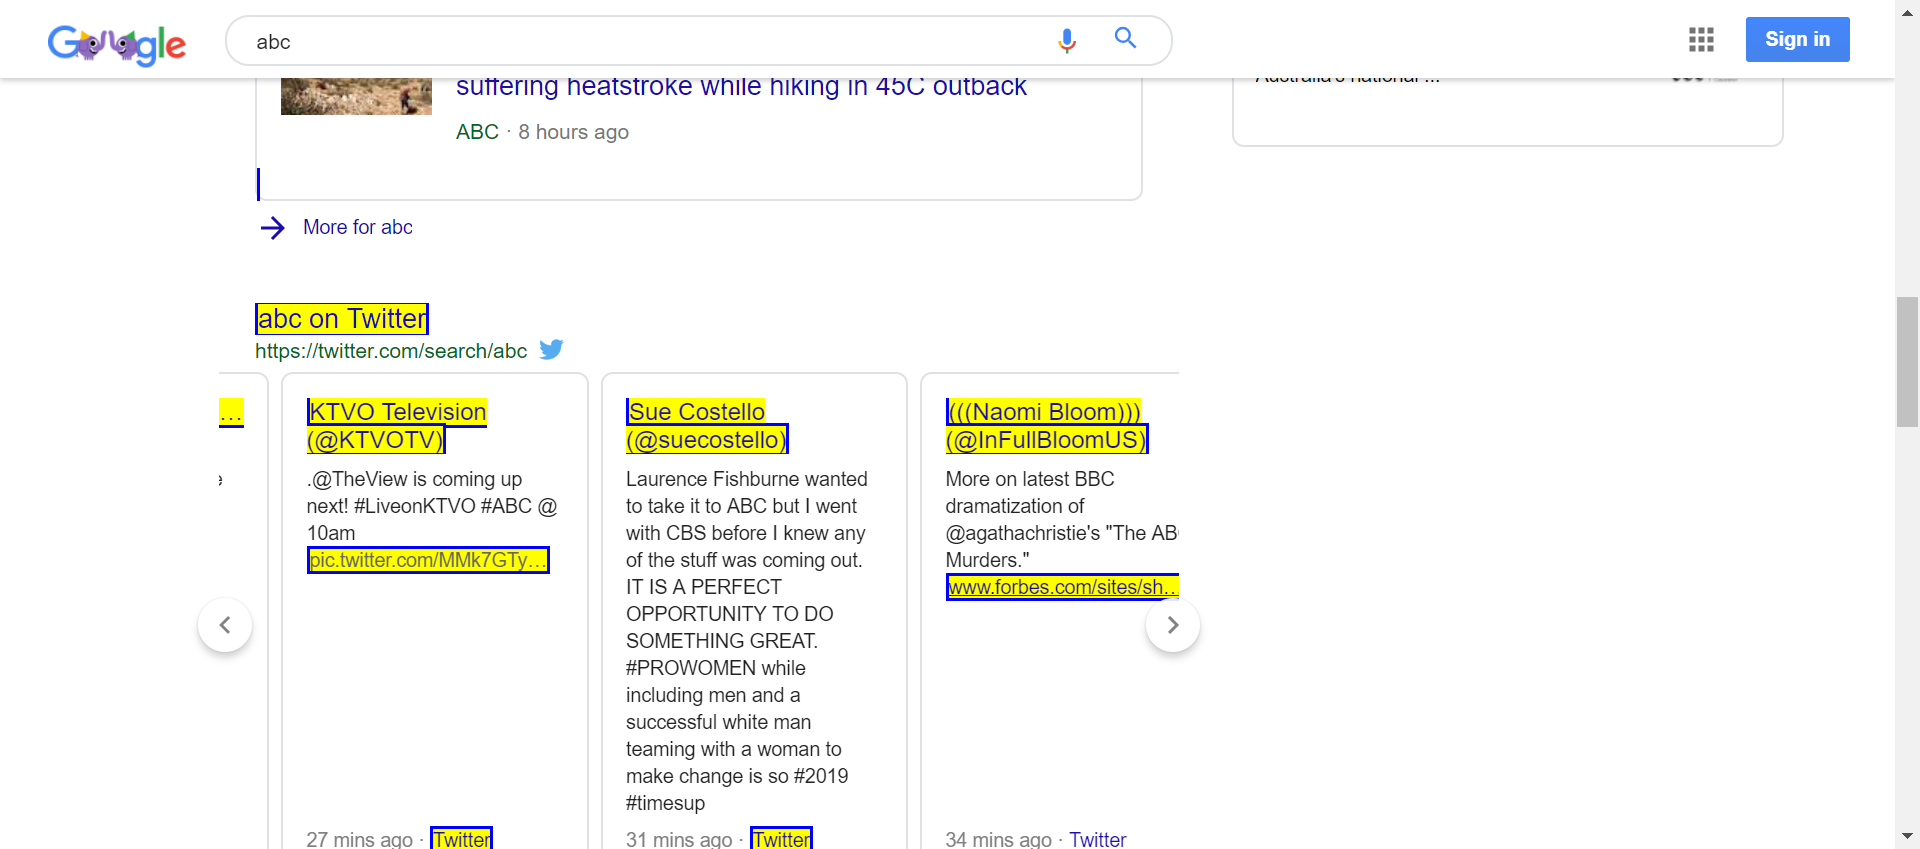 Google
abc
Sign in
suffering heatstroke while hiking in 45C outback
ABC · 8 hours ago
Australia's national ...
More for abc
abc on Twitter
https://twitter.com/search/abc
...
e
KTVO Television
(@KTVOTV)
.@TheView is coming up
next! #LiveonKTVO #ABC @
10am
pic.twitter.com/MMk7GTy...
27 mins ago · Twitter
Sue Costello
(@suecostello)
Laurence Fishburne wanted
to take it to ABC but I went
with CBS before I knew any
of the stuff was coming out.
IT IS A PERFECT
OPPORTUNITY TO DO
SOMETHING GREAT.
#PROWOMEN while
including men and a
successful white man
teaming with a woman to
make change is so #2019
#timesup
31 mins ago · Twitter
(((Naomi Bloom)))
(@InFullBloomUS)
More on latest BBC
dramatization of
@agathachristie's "The ABC
Murders."
www.forbes.com/sites/sh...
34 mins ago · Twitter